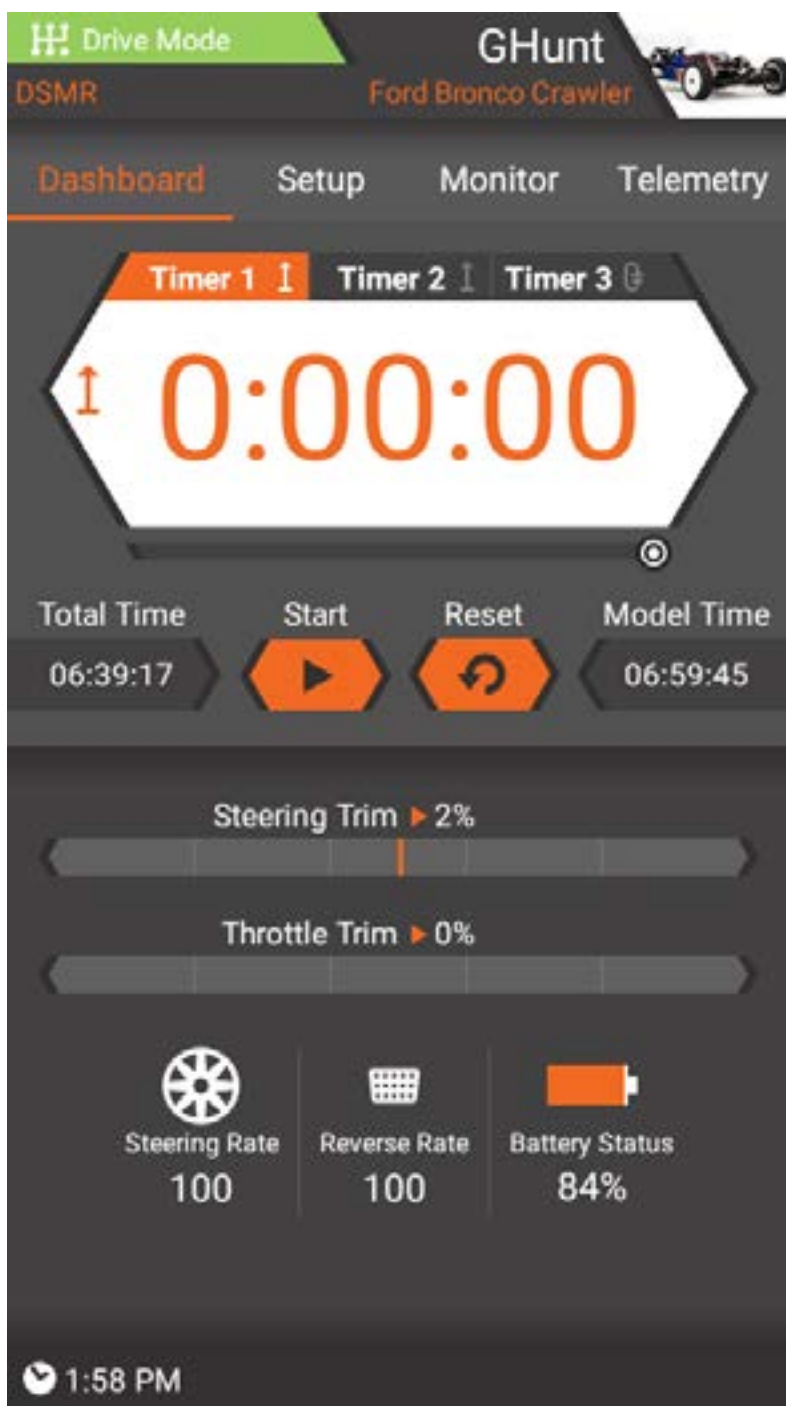 Drive Mode
GHunt
DSMR
Ford Bronco Crawler
Dashboard Setup Monitor Telemetry
Timer 1 Timer 2 Timer 3
0:00:00
Total Time Start Reset Model Time
06:39:17 06:59:45
Steering Trim 2%
Throttle Trim 0%
Steering Rate Reverse Rate Battery Status
100 100 84%
1:58 PM